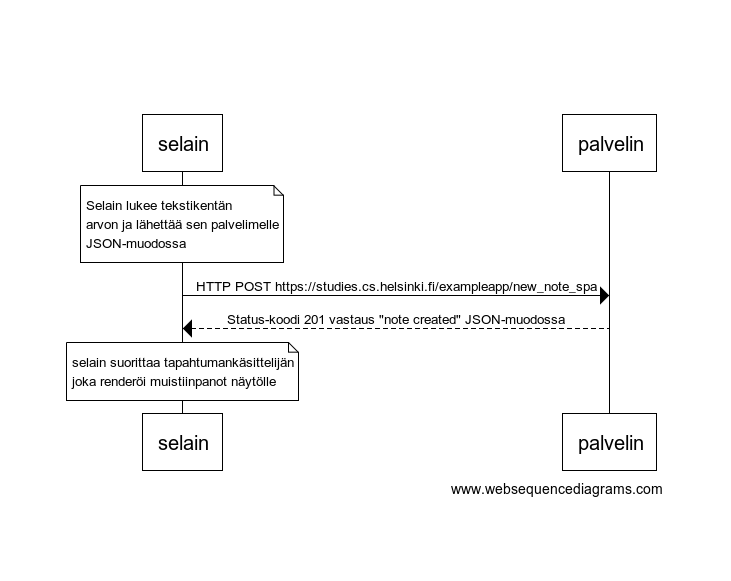 selain
palvelin
Selain lukee tekstikentän
arvon ja lähettää sen palvelimelle
JSON-muodossa
HTTP POST https://studies.cs.helsinki.fi/exampleapp/new_note_spa
Status-koodi 201 vastaus "note created" JSON-muodossa
selain suorittaa tapahtumankäsittelijän
joka renderöi muistiinpanot näytölle
selain
palvelin
www.websequencediagrams.com